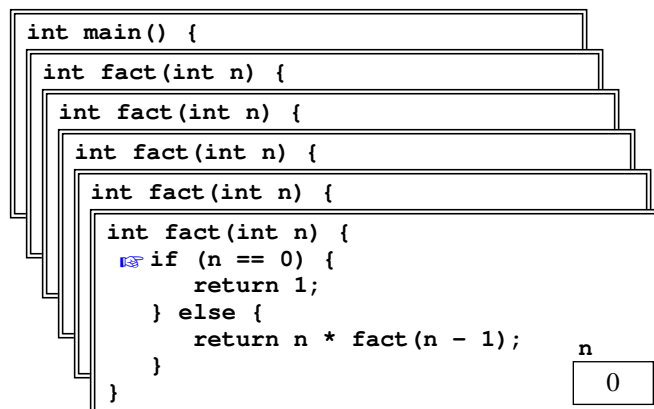 int main() {
int fact(int n) {
int fact(int n) {
int fact(int n) {
int fact(int n) {
int fact(int n) {
☞ if (n == 0) {
return 1;
} else {
return n * fact(n – 1);
}
}
n
0